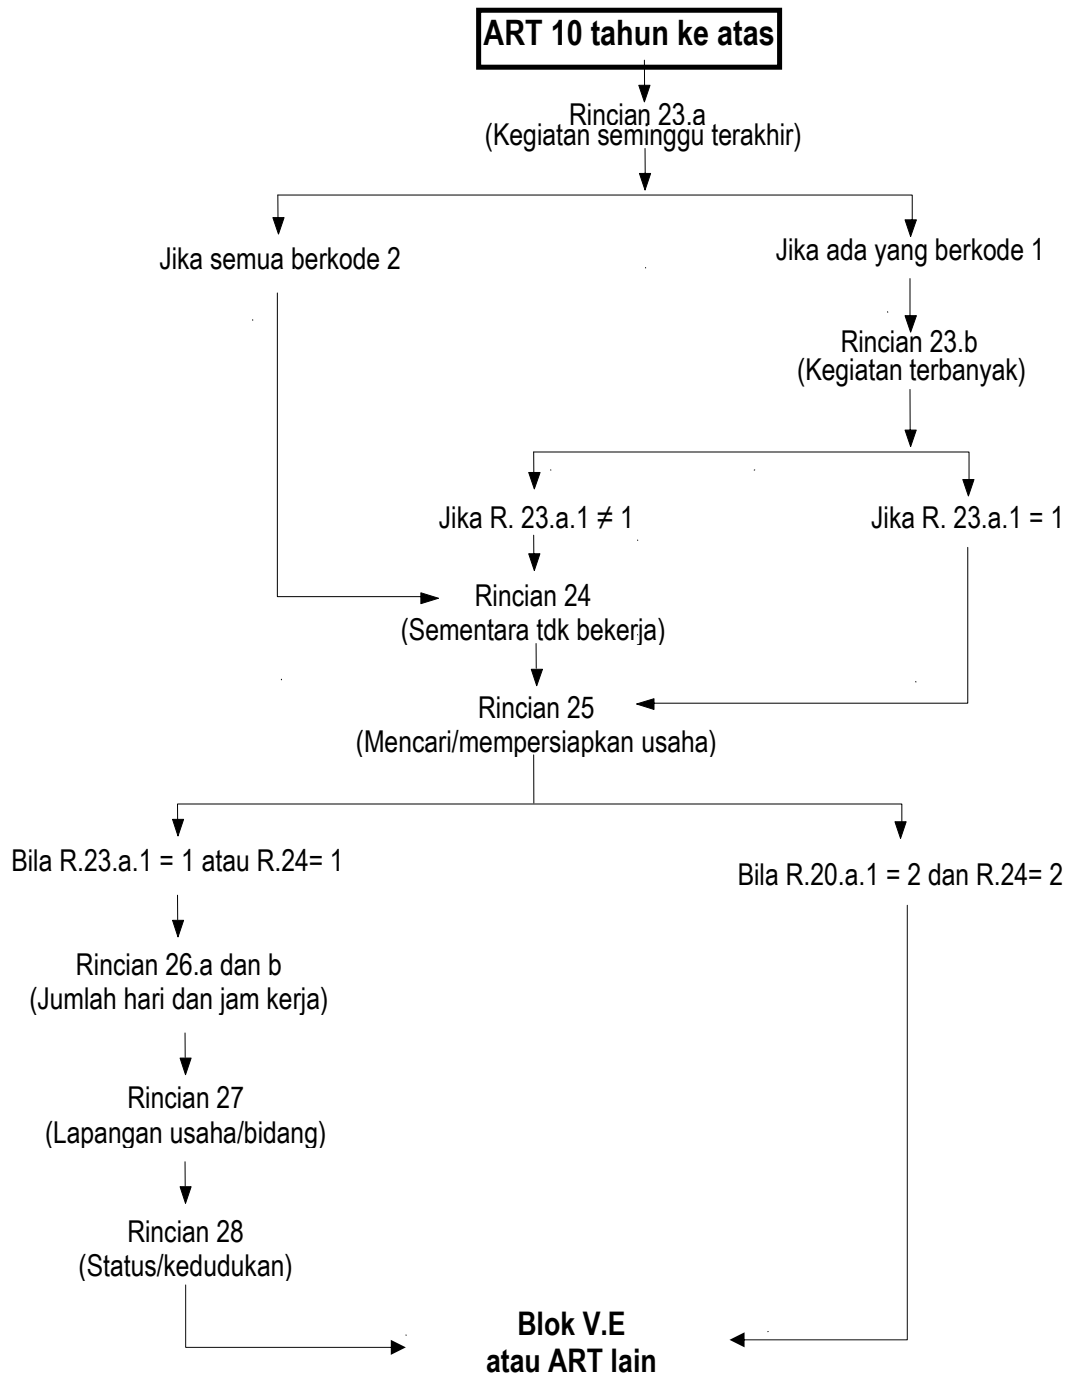 ART 10 tahun ke atas
Rincian 23.a
(Kegiatan seminggu terakhir)
Jika semua berkode 2
Jika ada yang berkode 1
Rincian 23.b
(Kegiatan terbanyak)
Jika R. 23.a.1 ≠ 1
Jika R. 23.a.1 = 1
Rincian 24
(Sementara tdk bekerja)
Rincian 25
(Mencari/mempersiapkan usaha)
Bila R.23.a.1 = 1 atau R.24= 1
Bila R.20.a.1 = 2 dan R.24= 2
Rincian 26.a dan b
(Jumlah hari dan jam kerja)
Rincian 27
(Lapangan usaha/bidang)
Rincian 28
(Status/kedudukan)
Blok V.E
atau ART lain